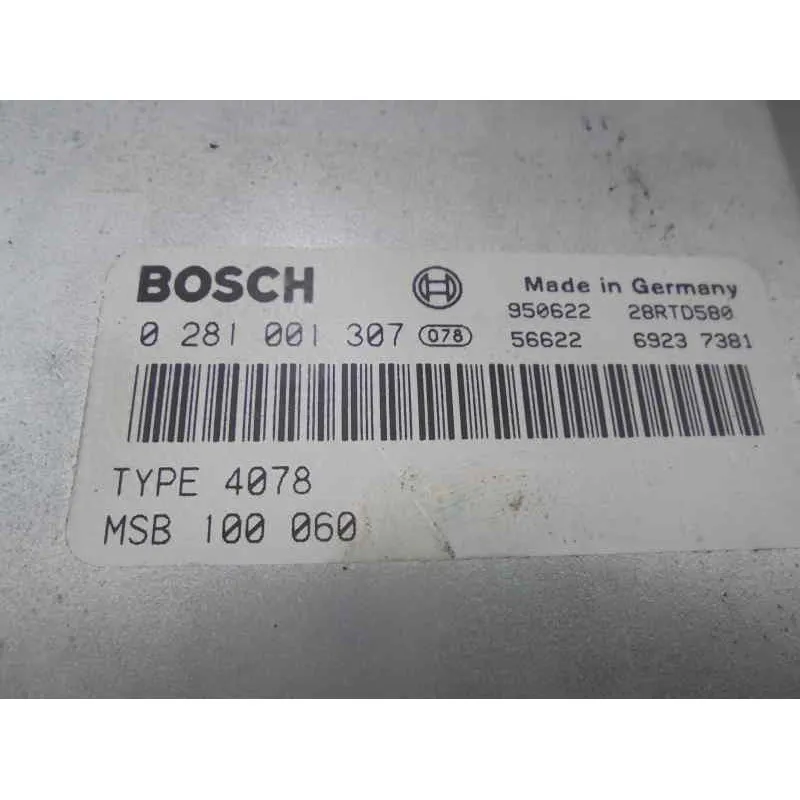 BOSCH Made in Germany
950622 28RTD580
0 281 001 307 078 56622 6923 7381
TYPE 4078
MSB 100 060